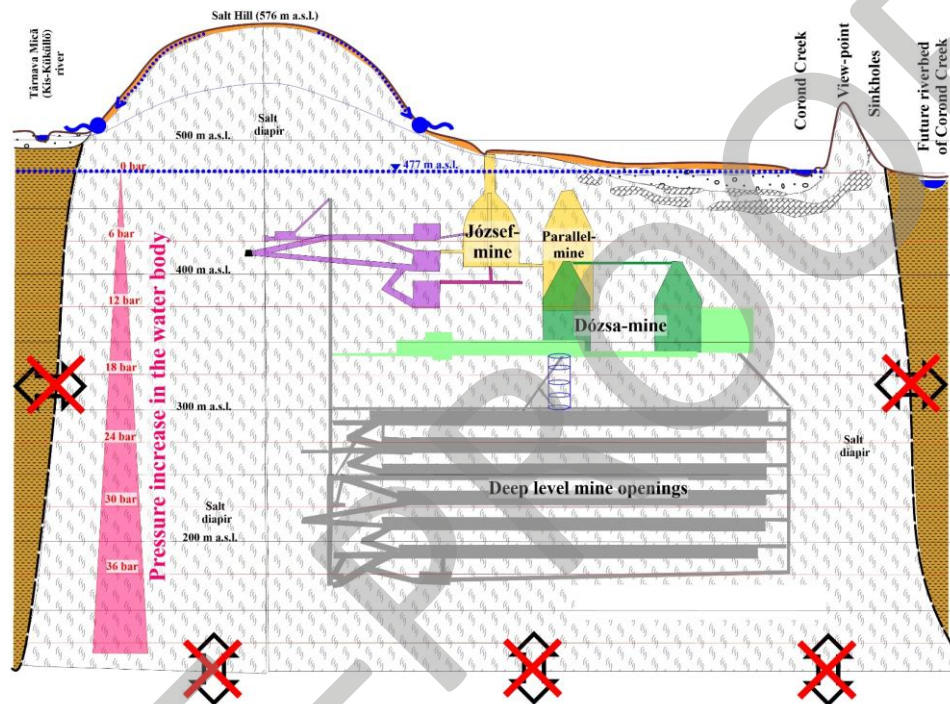 Salt Hill (576 m a.s.l.)
Târnava Mică
(Kis-Küküllő)
river
Corond Creek
View-point
Sinkholes
Future riverbed
of Corond Creek
Salt
diapir
500 m a.s.l.
0 bar
477 m a.s.l.
6 bar
József-
mine
Parallel-
mine
400 m a.s.l.
12 bar
Dózsa-mine
18 bar
300 m a.s.l.
24 bar
Salt
diapir
30 bar
Deep level mine openings
Salt
diapir
200 m a.s.l.
36 bar
Pressure increase in the water body